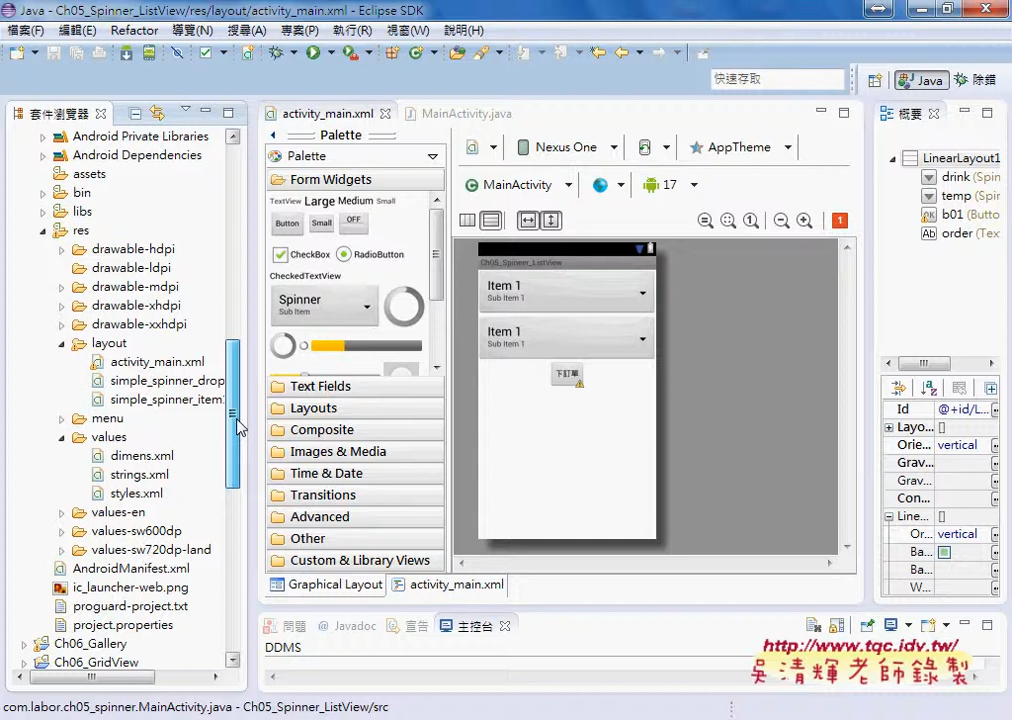 Java - Ch05_Spinner_ListView/res/layout/activity_main.xml - Eclipse SDK
檔案(F) 編輯(E) Refactor 導覽(N) 搜尋(A) 專案(P) 執行(R) 視窗(W) 說明(H)
快速存取 Java 除錯
套件瀏覽器
Android Private Libraries
Android Dependencies
assets
bin
libs
res
drawable-hdpi
drawable-ldpi
drawable-mdpi
drawable-xhdpi
drawable-xxhdpi
layout
activity_main.xml
simple_spinner_drop
simple_spinner_item
menu
values
dimens.xml
strings.xml
styles.xml
values-en
values-sw600dp
values-sw720dp-land
AndroidManifest.xml
ic_launcher-web.png
proguard-project.txt
project.properties
Ch06_Gallery
Ch06_GridView
activity_main.xml MainActivity.java
Palette
Palette
Form Widgets
TextView Large Medium Small
Button Small OFF
CheckBox RadioButton
CheckedTextView
Spinner
Sub Item
Text Fields
Layouts
Composite
Images & Media
Time & Date
Transitions
Advanced
Other
Custom & Library Views
Nexus One AppTheme
MainActivity 17
1
Ch05_Spinner_ListView
Item 1
Sub Item 1
Item 1
Sub Item 1
下訂單
Graphical Layout activity_main.xml
問題 @ Javadoc 宣告 主控台
DDMS
概要
LinearLayout1
drink (Spin
temp (Spin
b01 (Butto
Ab order (Tex
Id @+id/L...
Layo... []
Orie... vertical
Grav...
Grav...
Con...
Line... []
Or... vertical
Ba...
Ba...
W...
http://www.tqc.idv.tw/
吳清輝老師錄製
com.labor.ch05_spinner.MainActivity.java - Ch05_Spinner_ListView/src